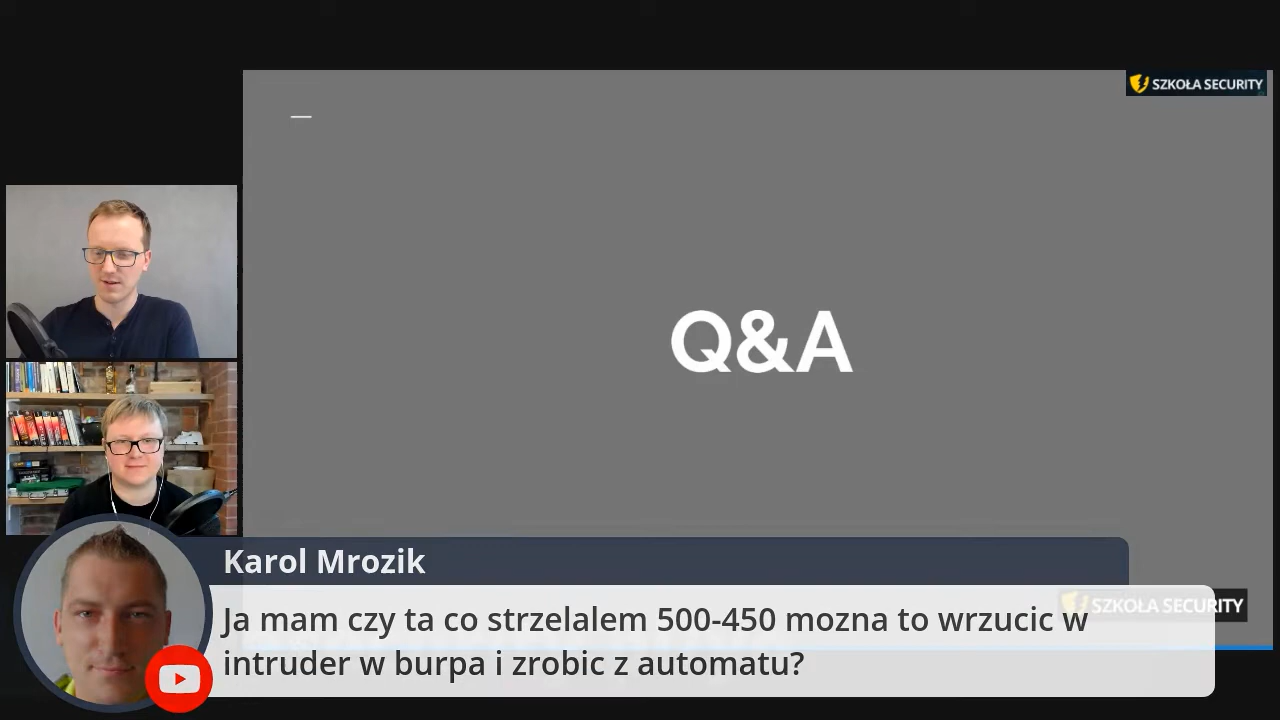 SZKOŁA SECURITY
Q&A
Karol Mrozik
SZKOŁA SECURITY
Ja mam czy ta co strzelalem 500-450 mozna to wrzucic w
intruder w burpa i zrobic z automatu?